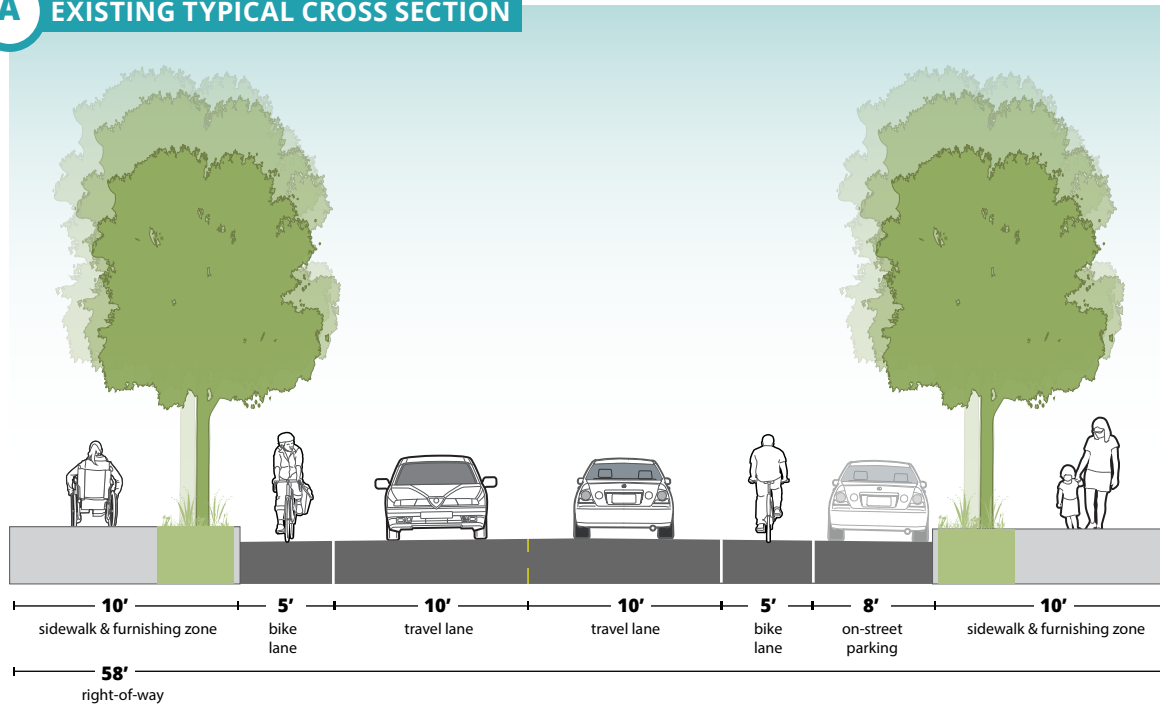 A EXISTING TYPICAL CROSS SECTION
10’ 5’ 10’ 10’ 5’ 8’ 10’
sidewalk & furnishing zone bike travel lane travel lane bike on-street sidewalk & furnishing zone
lane lane parking
58’
right-of-way